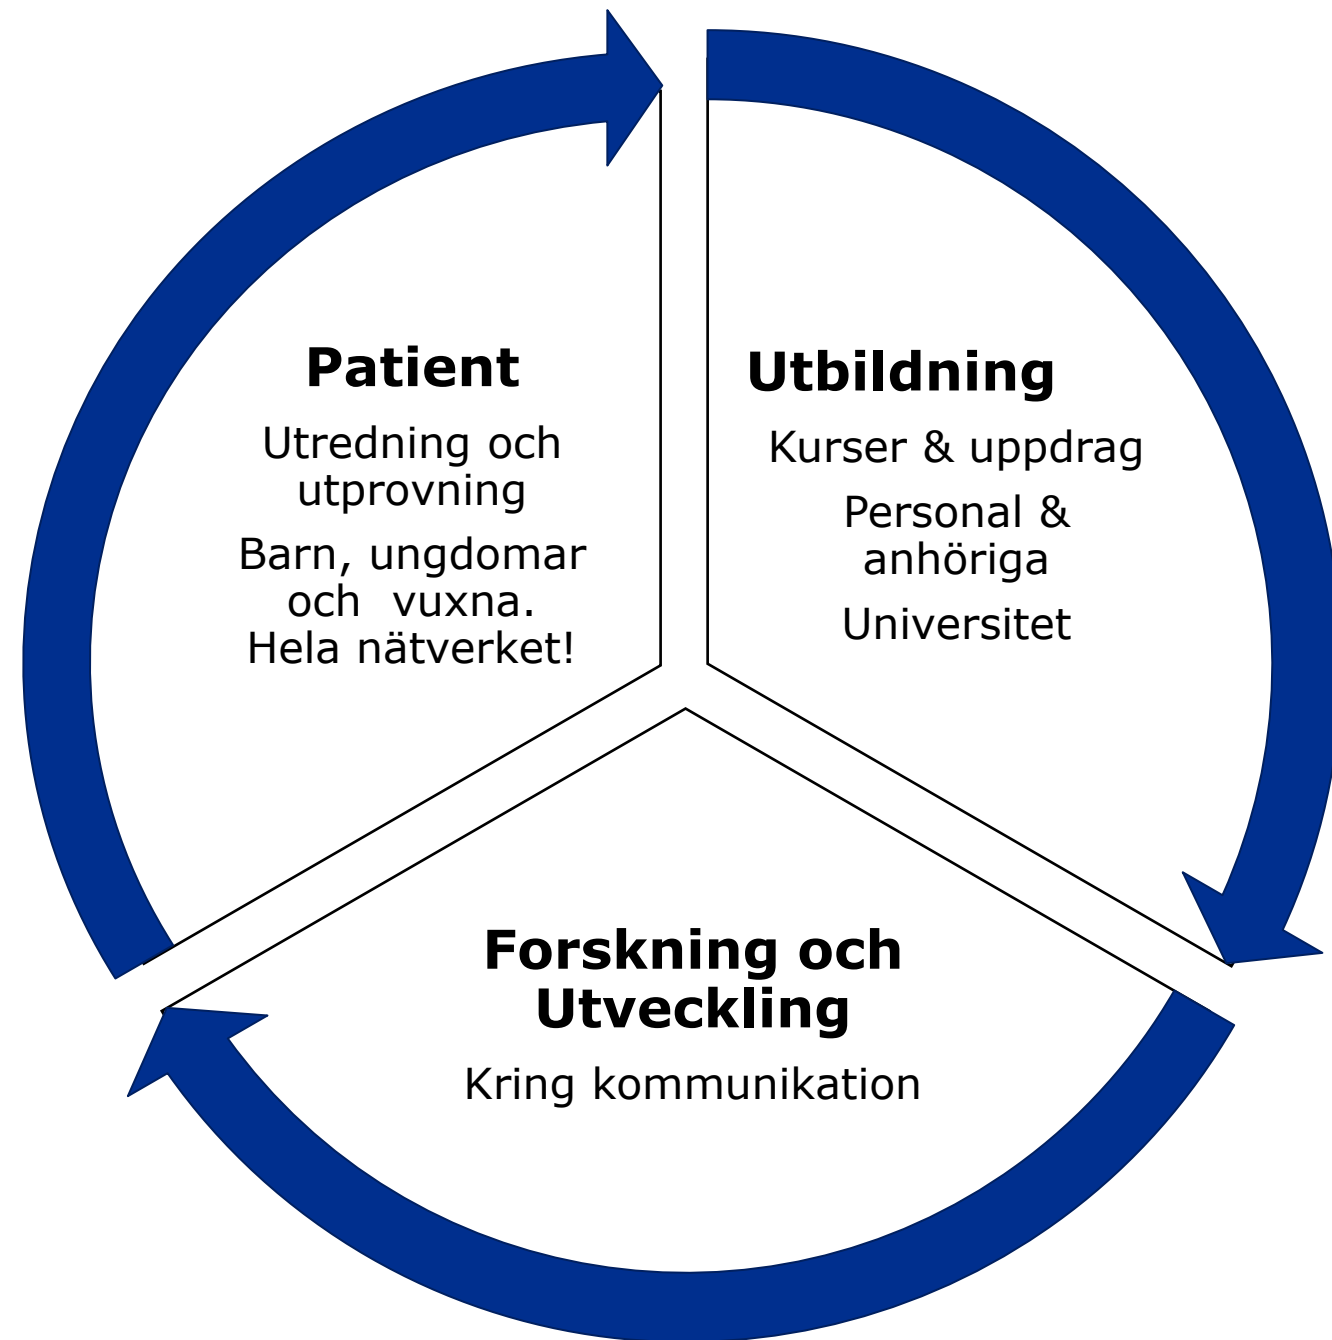 Patient
Utredning och
utprovning
Barn, ungdomar
och vuxna.
Hela nätverket!
Utbildning
Kurser & uppdrag
Personal &
anhöriga
Universitet
Forskning och
Utveckling
Kring kommunikation